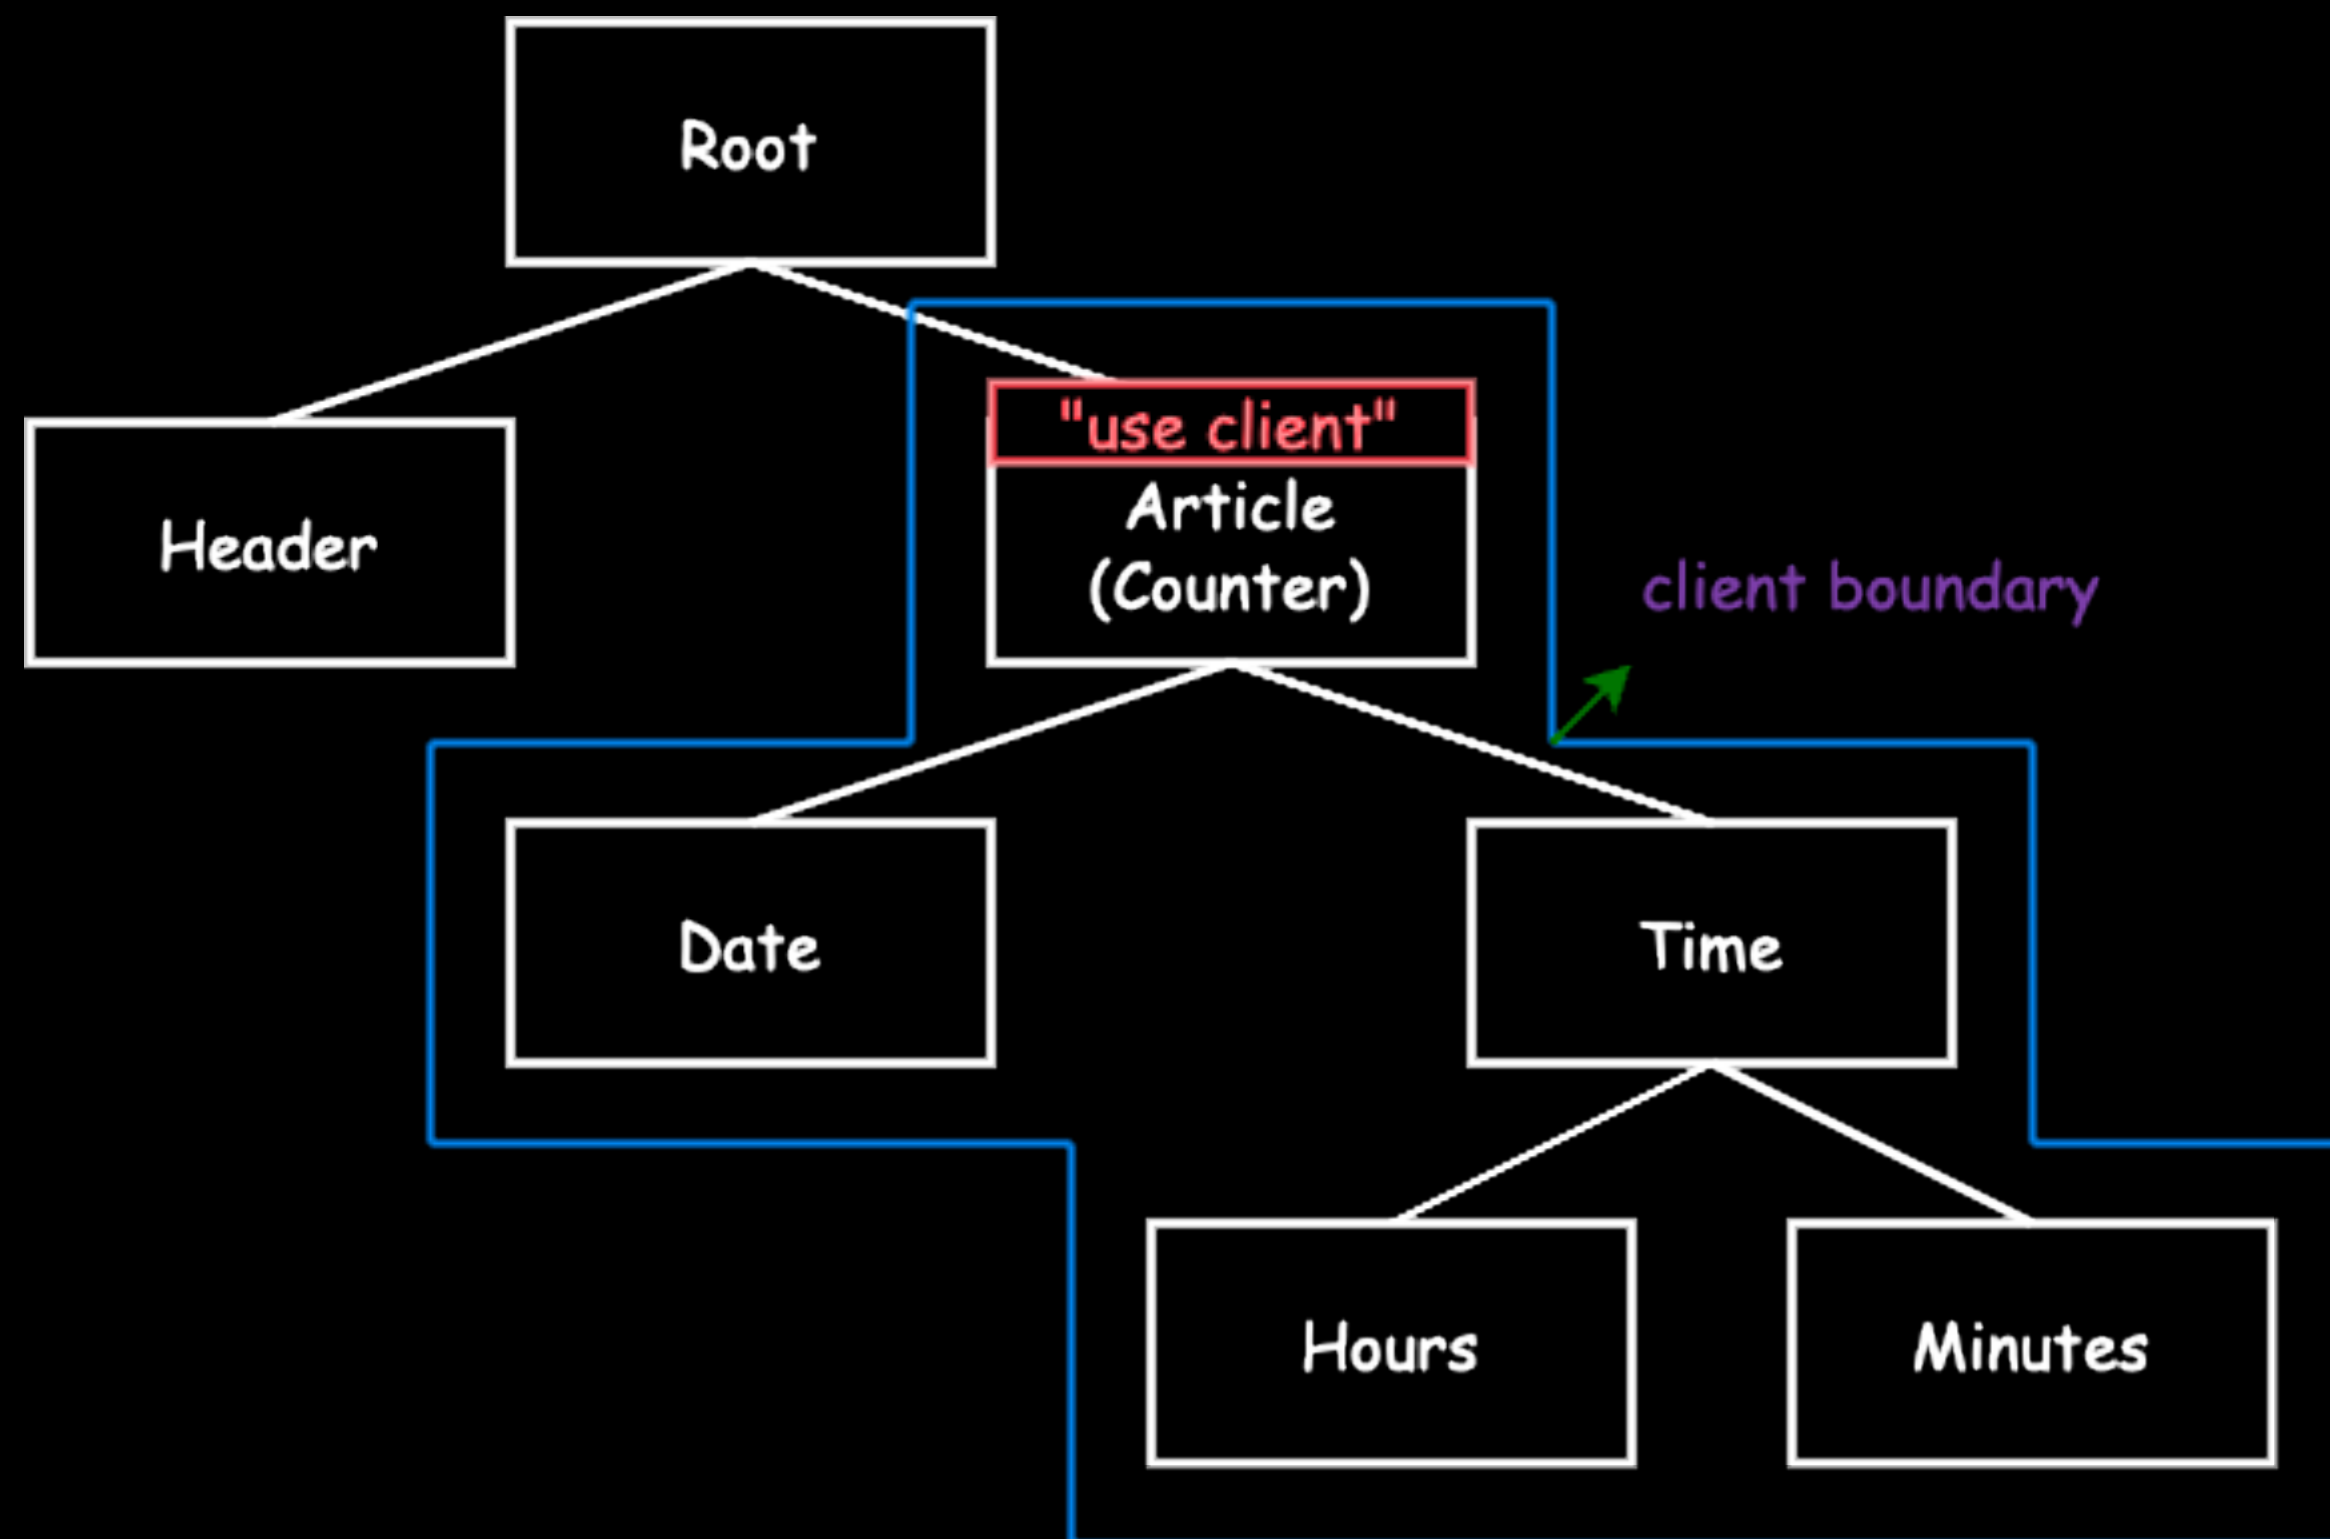 Root
"use client"
Article
(Counter)
Header
client boundary
Date
Time
Hours
Minutes